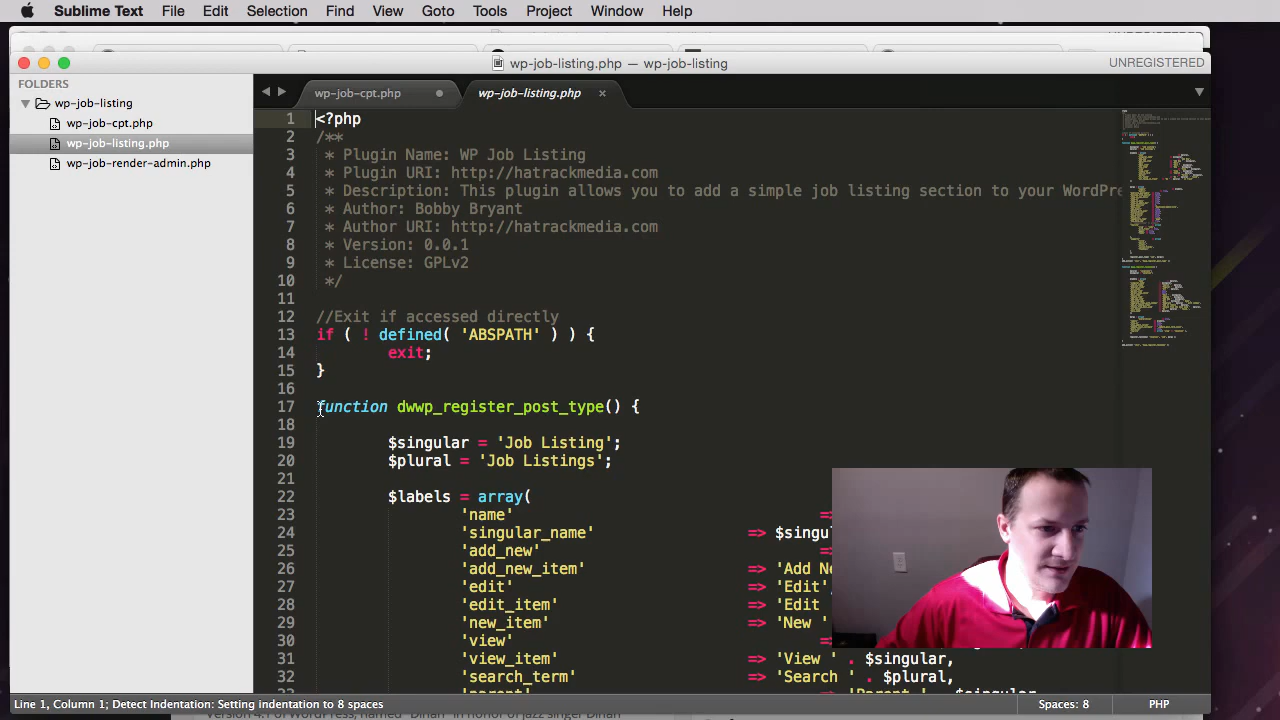 Sublime Text File Edit Selection Find View Goto Tools Project Window Help
wp-job-listing.php — wp-job-listing
UNREGISTERED
FOLDERS
wp-job-listing
wp-job-cpt.php
wp-job-listing.php
wp-job-render-admin.php
wp-job-cpt.php
wp-job-listing.php
1 <?php
2 /**
3 * Plugin Name: WP Job Listing
4 * Plugin URI: http://hatrackmedia.com
5 * Description: This plugin allows you to add a simple job listing section to your WordPre
6 * Author: Bobby Bryant
7 * Author URI: http://hatrackmedia.com
8 * Version: 0.0.1
9 * License: GPLv2
10 */
11
12 //Exit if accessed directly
13 if ( ! defined( 'ABSPATH' ) ) {
14 exit;
15 }
16
17 function dwwp_register_post_type() {
18
19 $singular = 'Job Listing';
20 $plural = 'Job Listings';
21
22 $labels = array(
23 'name' =>
24 'singular_name' => $singu
25 'add_new' =>
26 'add_new_item' => 'Add Ne
27 'edit' => 'Edit',
28 'edit_item' => 'Edit
29 'new_item' => 'New '
30 'view' =>
31 'view_item' => 'View ' . $singular,
32 'search_term' => 'Search ' . $plural,
Line 1, Column 1; Detect Indentation: Setting indentation to 8 spaces
Spaces: 8
PHP